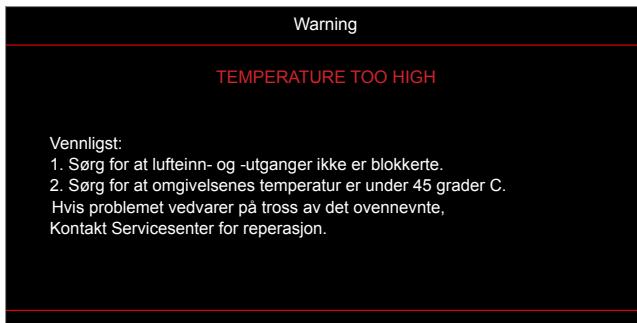 Warning
TEMPERATURE TOO HIGH
Vennligst:
1. Sørg for at lufteinn- og -utganger ikke er blokkerte.
2. Sørg for at omgivelsenes temperatur er under 45 grader C.
Hvis problemet vedvarer på tross av det ovennevnte,
Kontakt Servicesenter for reperasjon.